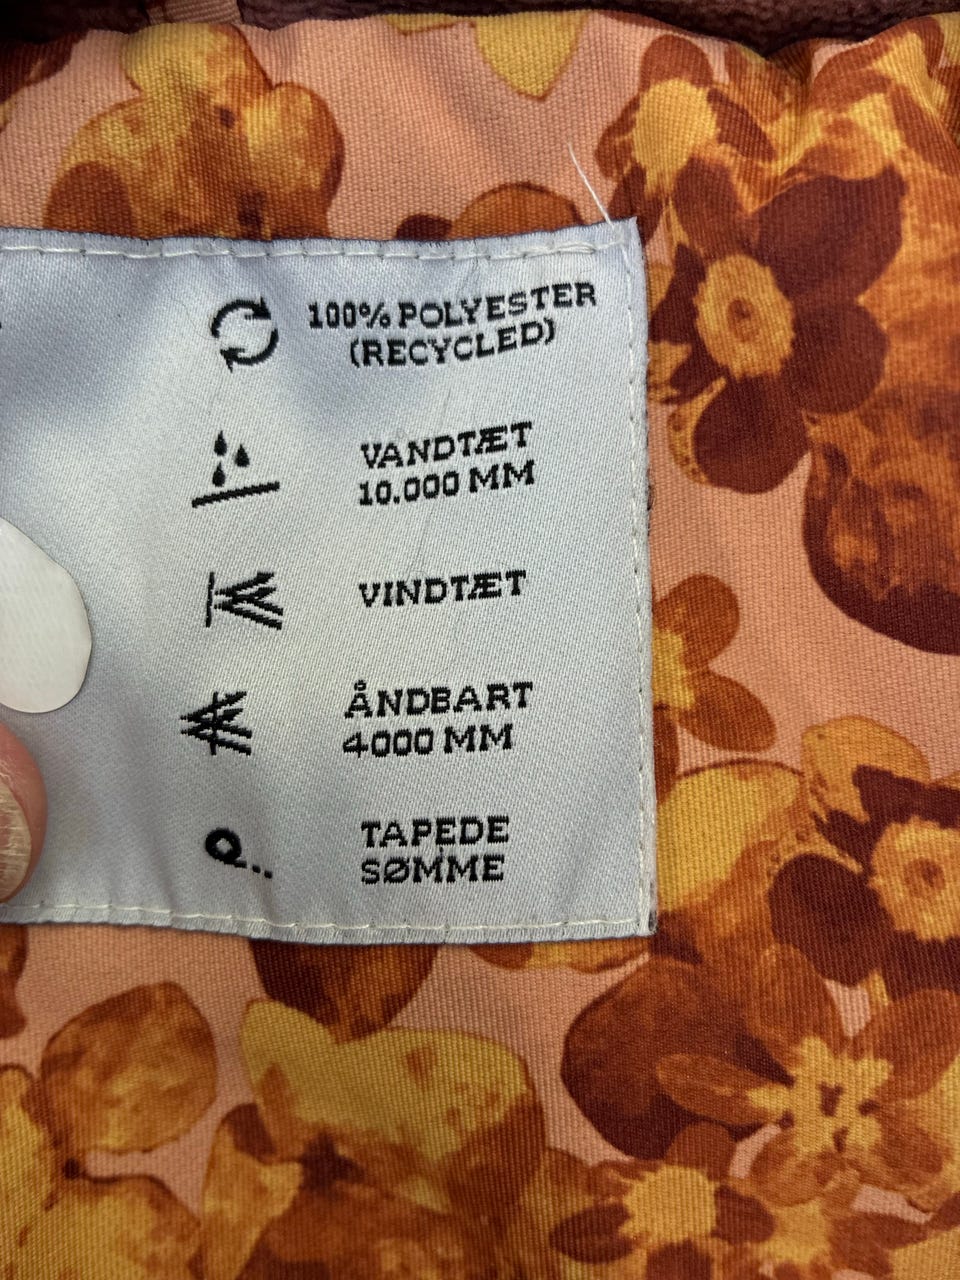 100% POLYESTER
(RECYCLED)
VANDTÆT
10.000 MM
VINDTÆT
ÅNDBART
4000 MM
TAPEDE
SØMME